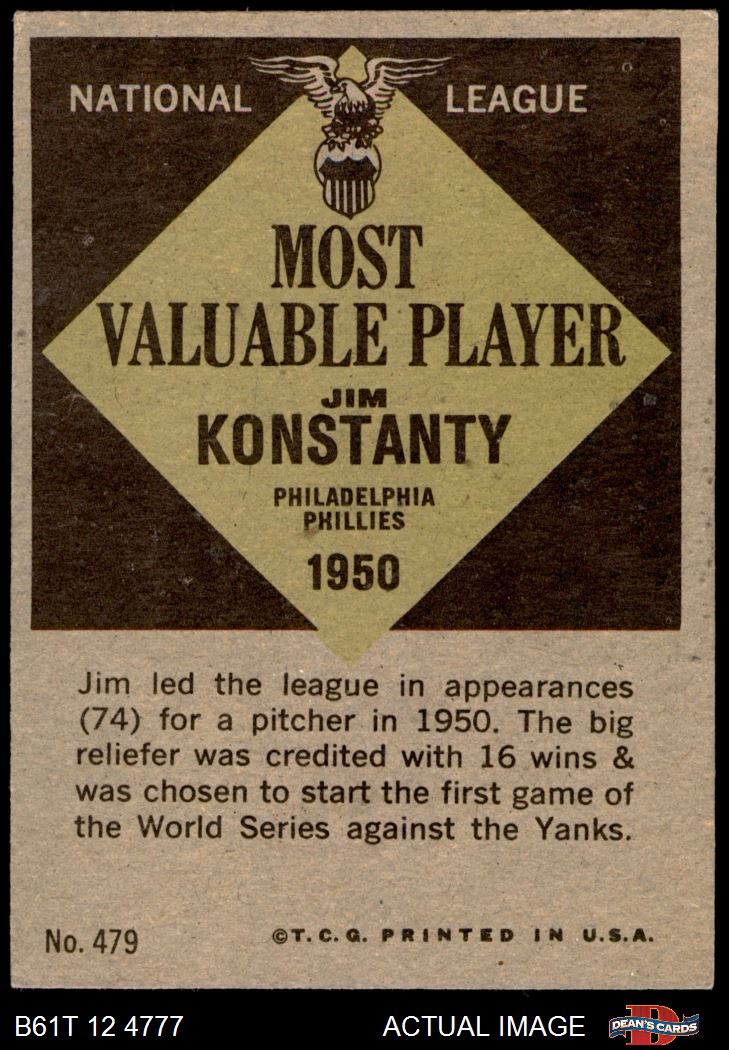 NATIONAL LEAGUE
MOST
VALUABLE PLAYER
JIM
KONSTANTY
PHILADELPHIA
PHILLIES
1950
Jim led the league in appearances
(74) for a pitcher in 1950. The big
reliefer was credited with 16 wins &
was chosen to start the first game of
the World Series against the Yanks.
No. 479 ©T.C.G. PRINTED IN U.S.A.
B61T 12 4777 ACTUAL IMAGE DEAN'S CARDS